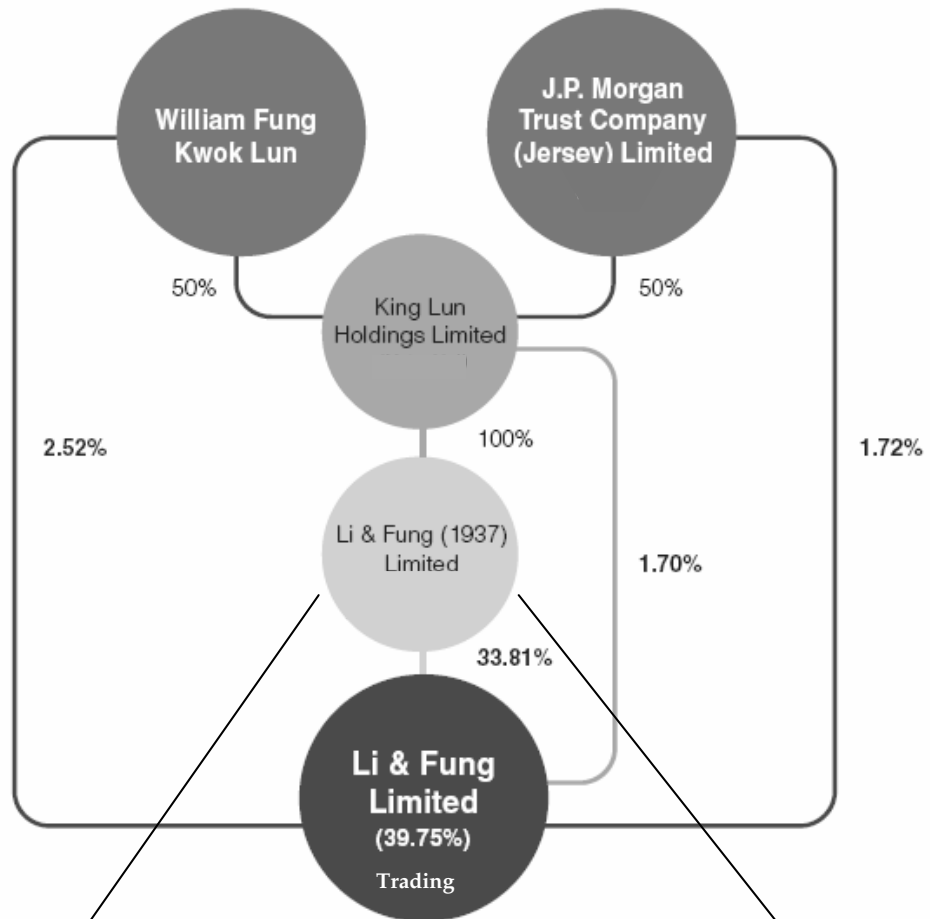 William Fung
Kwok Lun
J.P. Morgan
Trust Company
(Jersey) Limited
50%
50%
King Lun
Holdings Limited
2.52%
100%
1.72%
Li & Fung (1937)
Limited
1.70%
33.81%
Li & Fung
Limited
(39.75%)
Trading